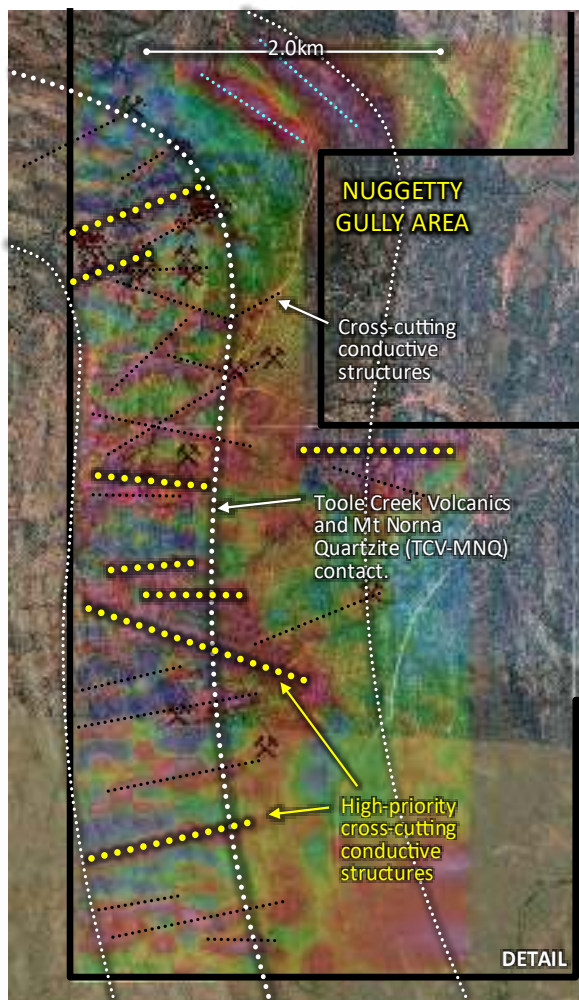 2.0km
NUGGETTY
GULLY AREA
Cross-cutting
conductive
structures
Toole Creek Volcanics
and Mt Norna
Quartzite (TCV-MNQ)
contact.
High-priority
cross-cutting
conductive
structures
DETAIL